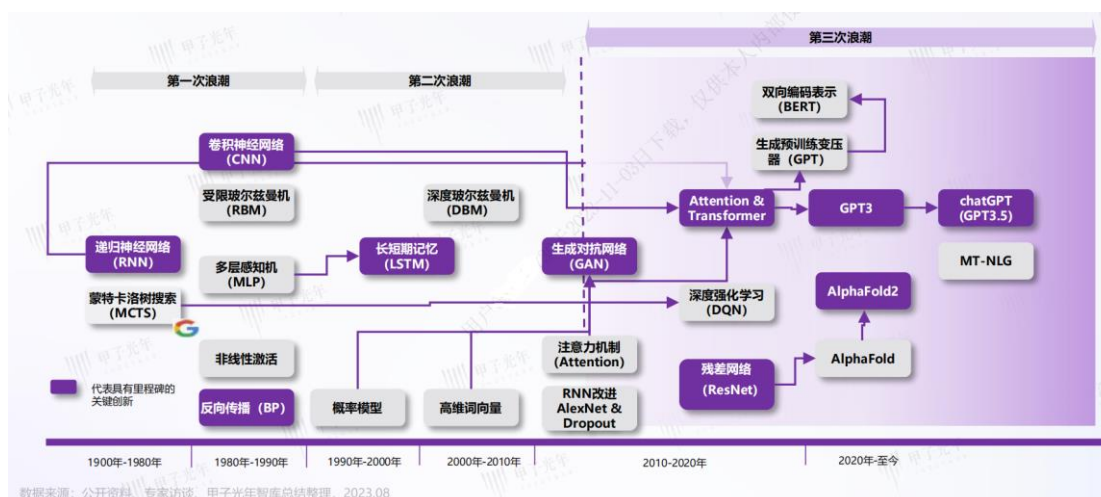 第三次浪潮
第一次浪潮
第二次浪潮
双向编码表示
(BERT)
卷积神经网络
(CNN)
生成预训练变压
器（GPT）
受限玻尔兹曼机
(RBM)
深度玻尔兹曼机
(DBM)
Attention &
Transformer
GPT3
chatGPT
(GPT3.5)
递归神经网络
(RNN)
多层感知机
(MLP)
长短期记忆
(LSTM)
生成对抗网络
(GAN)
MT-NLG
蒙特卡洛树搜索
(MCTS)
深度强化学习
(DQN)
AlphaFold2
非线性激活
注意力机制
(Attention)
残差网络
(ResNet)
AlphaFold
代表具有里程碑的
关键创新
反向传播（BP）
概率模型
高维词向量
RNN改进
AlexNet &
Dropout
1900年-1980年
1980年-1990年
1990年-2000年
2000年-2010年
2010-2020年
2020年-至今
数据来源：公开资料，专家访谈，甲子光年智库总结整理，2023.08
甲子光年